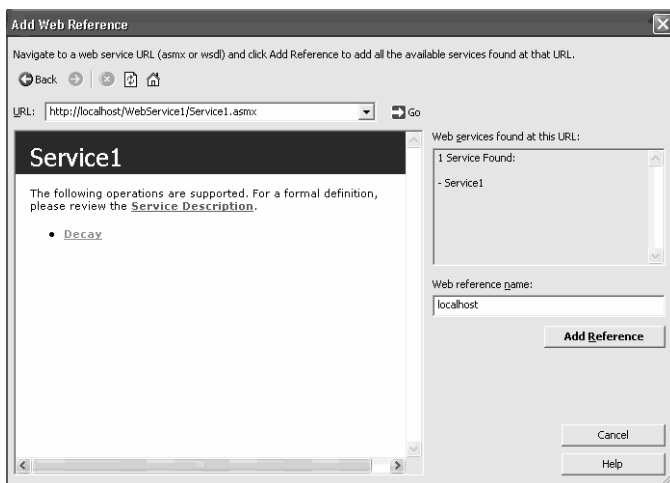 Add Web Reference
Navigate to a web service URL (asmx or wsdl) and click Add Reference to add all the available services found at that URL.
Back
URL: http://localhost/WebService1/Service1.asmx Go
Service1
The following operations are supported. For a formal definition,
please review the Service Description.
• Decay
Web services found at this URL:
1 Service Found:
- Service1
Web reference name:
localhost
Add Reference
Cancel
Help